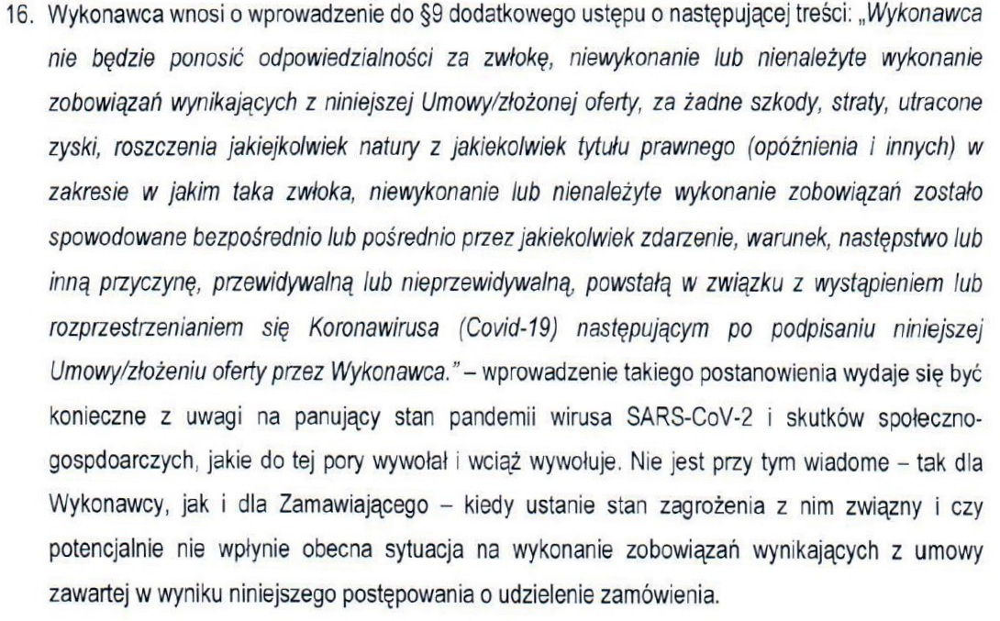 16. Wykonawca wnosi o wprowadzenie do §9 dodatkowego ustępu o następującej treści: „Wykonawca
nie będzie ponosić odpowiedzialności za zwłokę, niewykonanie lub nienależyte wykonanie
zobowiązań wynikających z niniejszej Umowy/złożonej oferty, za żadne szkody, straty, utracone
zyski, roszczenia jakiejkolwiek natury z jakiekolwiek tytułu prawnego (opóźnienia i innych) w
zakresie w jakim taka zwłoka, niewykonanie lub nienależyte wykonanie zobowiązań zostało
spowodowane bezpośrednio lub pośrednio przez jakiekolwiek zdarzenie, warunek, następstwo lub
inną przyczynę, przewidywalną lub nieprzewidywalną, powstałą w związku z wystąpieniem lub
rozprzestrzenianiem się Koronawirusa (Covid-19) następującym po podpisaniu niniejszej
Umowy/złożeniu oferty przez Wykonawca.” – wprowadzenie takiego postanowienia wydaje się być
konieczne z uwagi na panujący stan pandemii wirusa SARS-CoV-2 i skutków społeczno-
gospdoarczych, jakie do tej pory wywołał i wciąż wywołuje. Nie jest przy tym wiadome – tak dla
Wykonawcy, jak i dla Zamawiającego – kiedy ustanie stan zagrożenia z nim związny i czy
potencjalnie nie wpłynie obecna sytuacja na wykonanie zobowiązań wynikających z umowy
zawartej w wyniku niniejszego postępowania o udzielenie zamówienia.